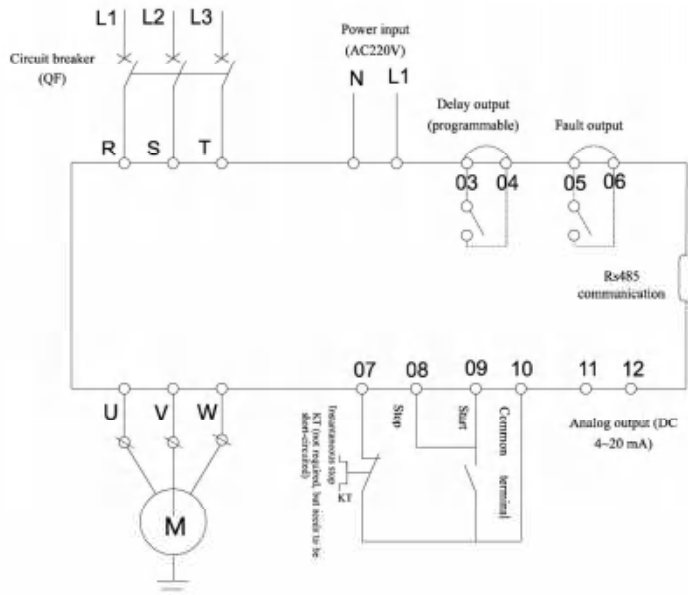 L1 L2 L3
Circuit breaker
(QF)
Power input
(AC220V)
N L1
Delay output
(programmable)
Fault output
R S T
03 04 05 06
Rs485
communication
07 08 09 10 11 12
U V W
Instantaneous stop
KT (not required, but needs to be
short-circuited)
KT
Stop
Start
Common terminal
Analog output (DC
4~20 mA)
M